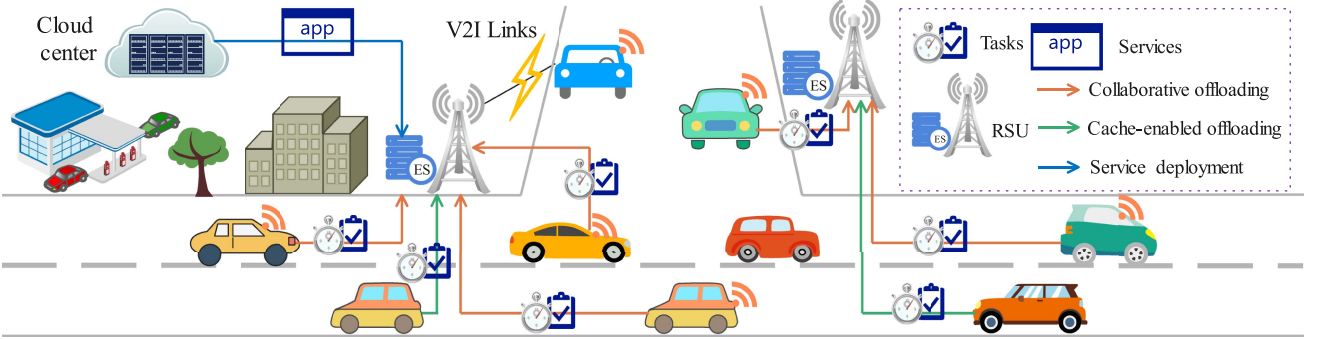 Cloud
center
app
V2I Links
ES
ES
Tasks
app
Services
RSU
ES
Collaborative offloading
Cache-enabled offloading
Service deployment